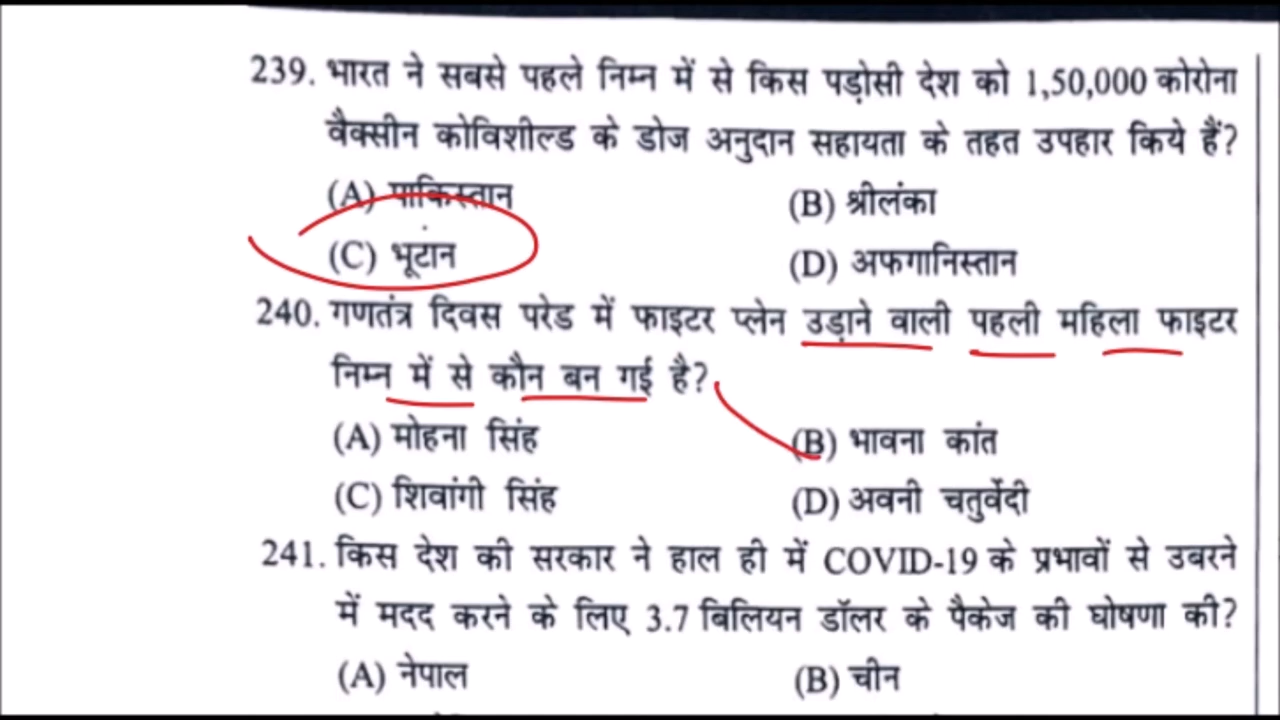 239. भारत ने सबसे पहले निम्न में से किस पड़ोसी देश को 1,50,000 कोरोना
वैक्सीन कोविशील्ड के डोज अनुदान सहायता के तहत उपहार किये हैं?
(A) पाकिस्तान (B) श्रीलंका
(C) भूटान (D) अफगानिस्तान
240. गणतंत्र दिवस परेड में फाइटर प्लेन उड़ाने वाली पहली महिला फाइटर
निम्न में से कौन बन गई है?
(A) मोहना सिंह (B) भावना कांत
(C) शिवांगी सिंह (D) अवनी चतुर्वेदी
241. किस देश की सरकार ने हाल ही में COVID-19 के प्रभावों से उबरने
में मदद करने के लिए 3.7 बिलियन डॉलर के पैकेज की घोषणा की?
(A) नेपाल (B) चीन